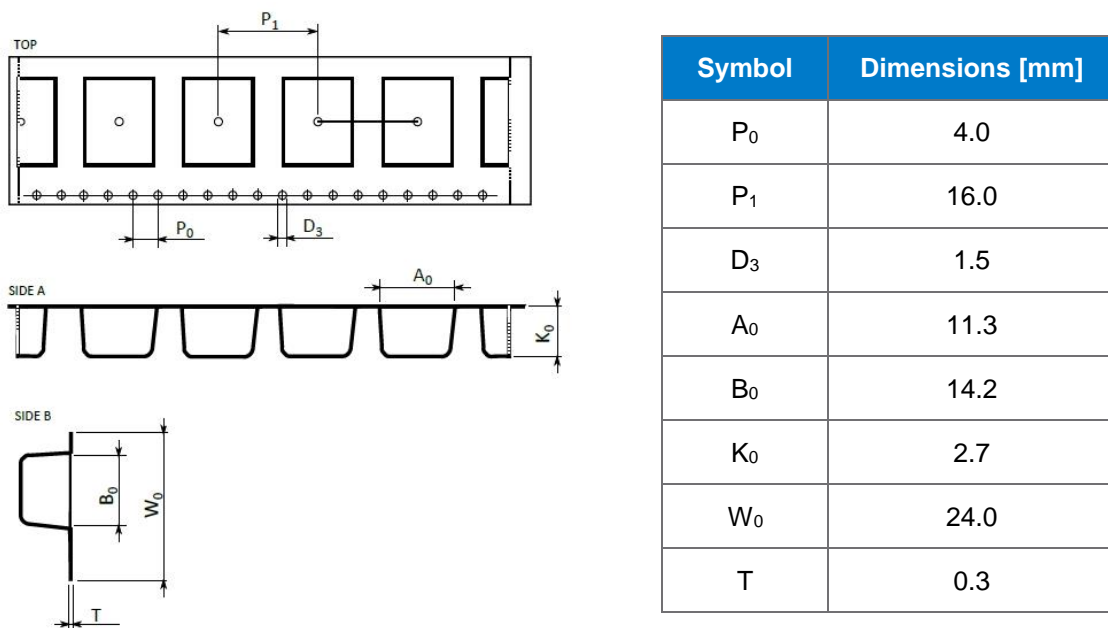 P₁
TOP
P₀
D₃
SIDE A
A₀
K₀
SIDE B
B₀
W₀
T
Symbol Dimensions [mm]
P₀ 4.0
P₁ 16.0
D₃ 1.5
A₀ 11.3
B₀ 14.2
K₀ 2.7
W₀ 24.0
T 0.3